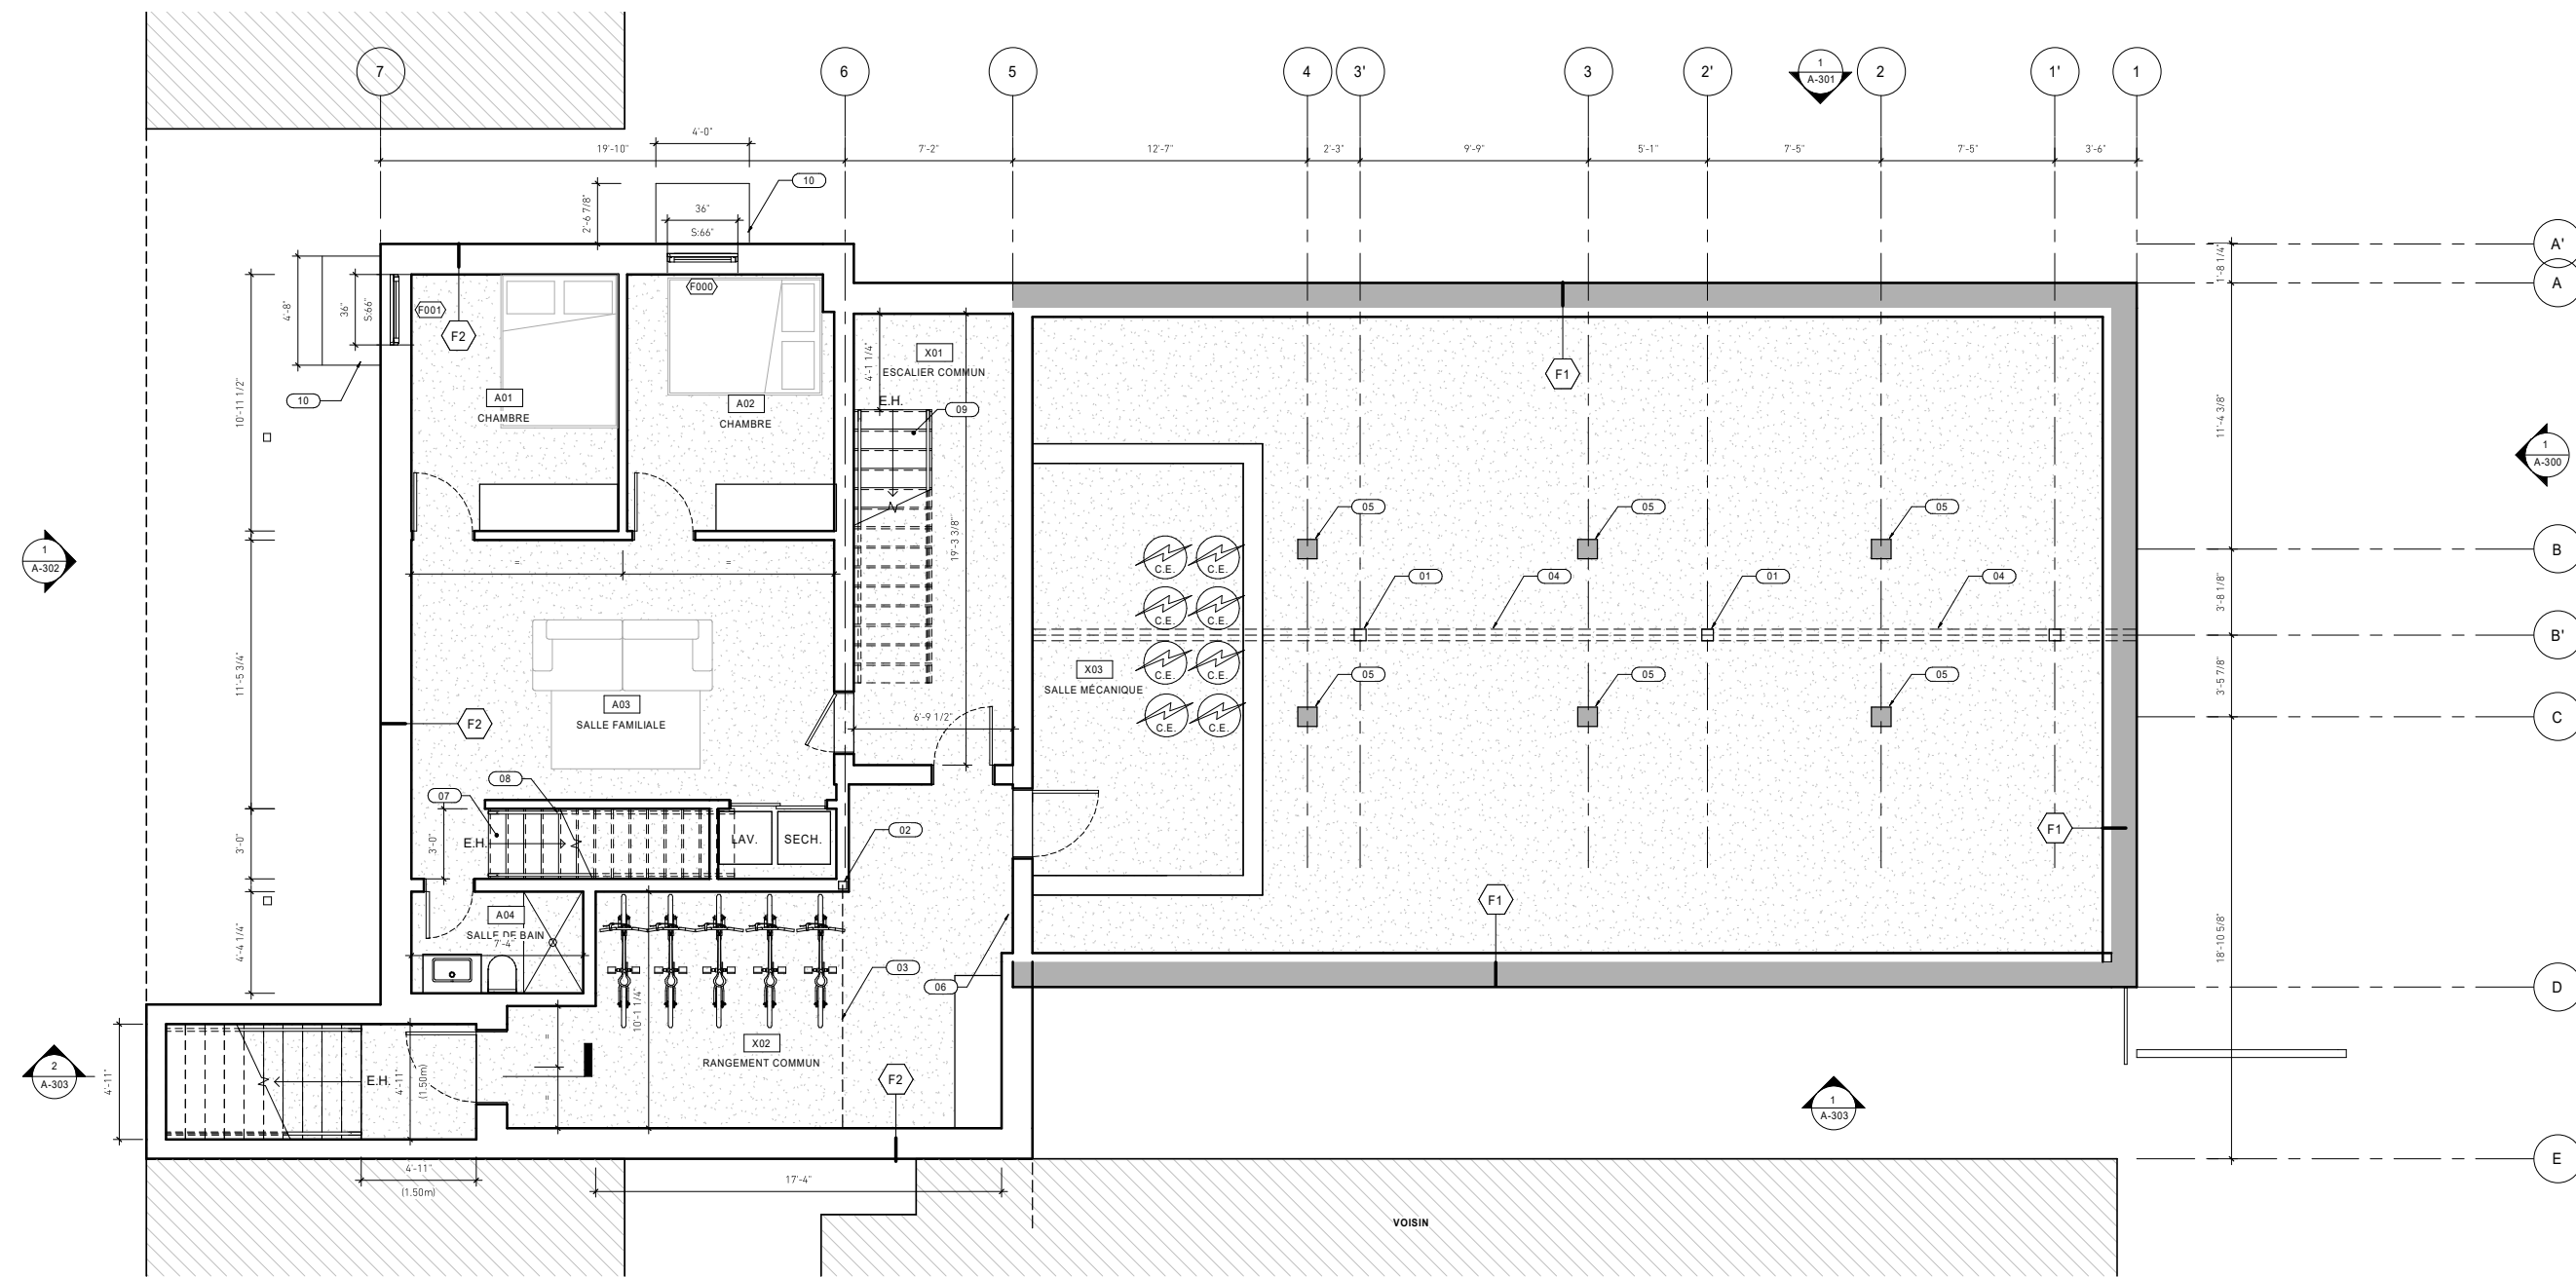 7
6
5
4
3'
3
2'
1
A-301
2
1'
1
4'-0"
19'-10"
7'-2"
12'-7"
2'-3"
9'-9"
5'-1"
7'-5"
7'-5"
3'-6"
10
2'-6 7/8"
36"
S:66"
A'
A
1'-8 1/4"
4'-8"
36"
S:66"
F001
F000
F2
X01
ESCALIER COMMUN
4'-1 1/4"
F1
10
10'-11 1/2"
A01
CHAMBRE
A02
CHAMBRE
E.H.
09
11'-4 3/8"
1
A-300
05
05
05
19'-3 3/8"
1
A-302
=
=
C.E.
C.E.
B
01
04
01
04
3'-8 1/8"
C.E.
C.E.
B'
11'-5 3/4"
X03
SALLE MÉCANIQUE
C.E.
C.E.
05
05
05
3'-5 7/8"
A03
SALLE FAMILIALE
F2
6'-9 1/2"
C.E.
C.E.
C
08
07
3'-0"
3'-0"
E.H.
LAV.
SECH.
02
F1
F1
4'-4 1/4"
A04
SALLE DE BAIN
7'-4"
03
06
18'-10 5/8"
D
10'-1 1/4"
X02
RANGEMENT COMMUN
=
=
2
A-303
4'-11"
E.H.
4'-11"
(1.50m)
F2
1
A-303
4'-11"
(1.50m)
17'-4"
E
VOISIN